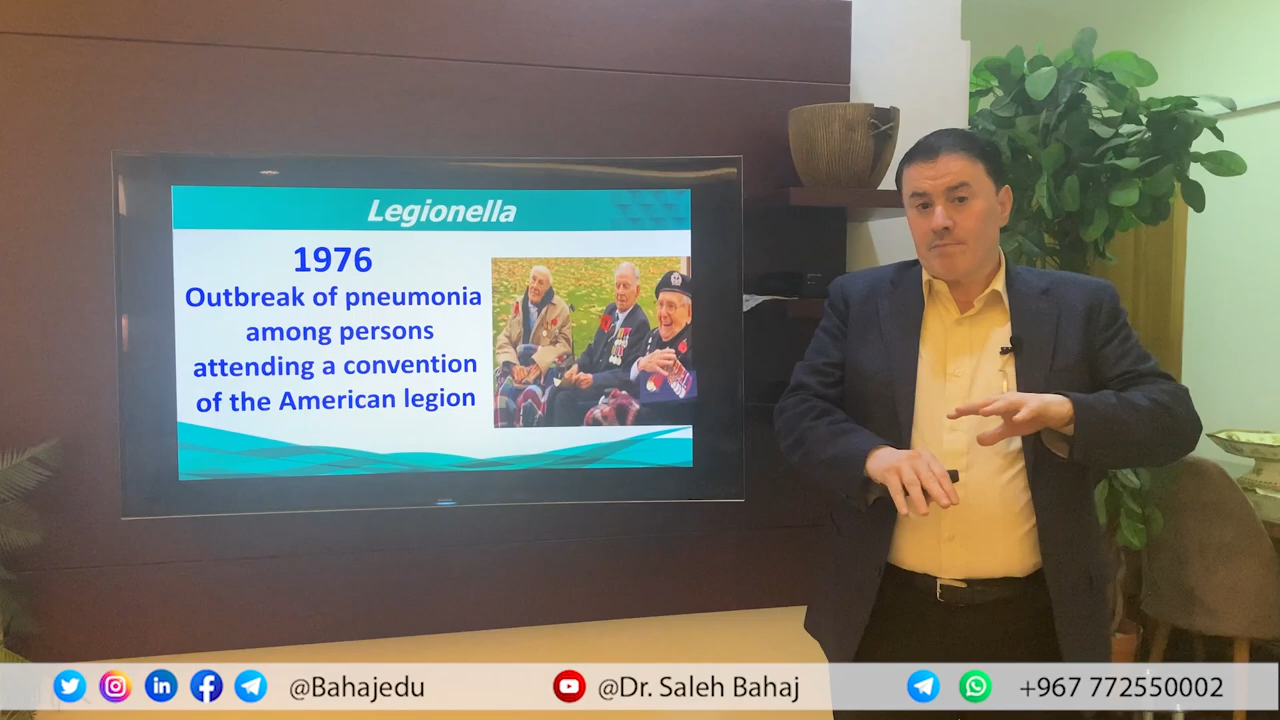 Legionella
1976
Outbreak of pneumonia
among persons
attending a convention
of the American legion
@Bahajedu
@Dr. Saleh Bahaj
+967 772550002